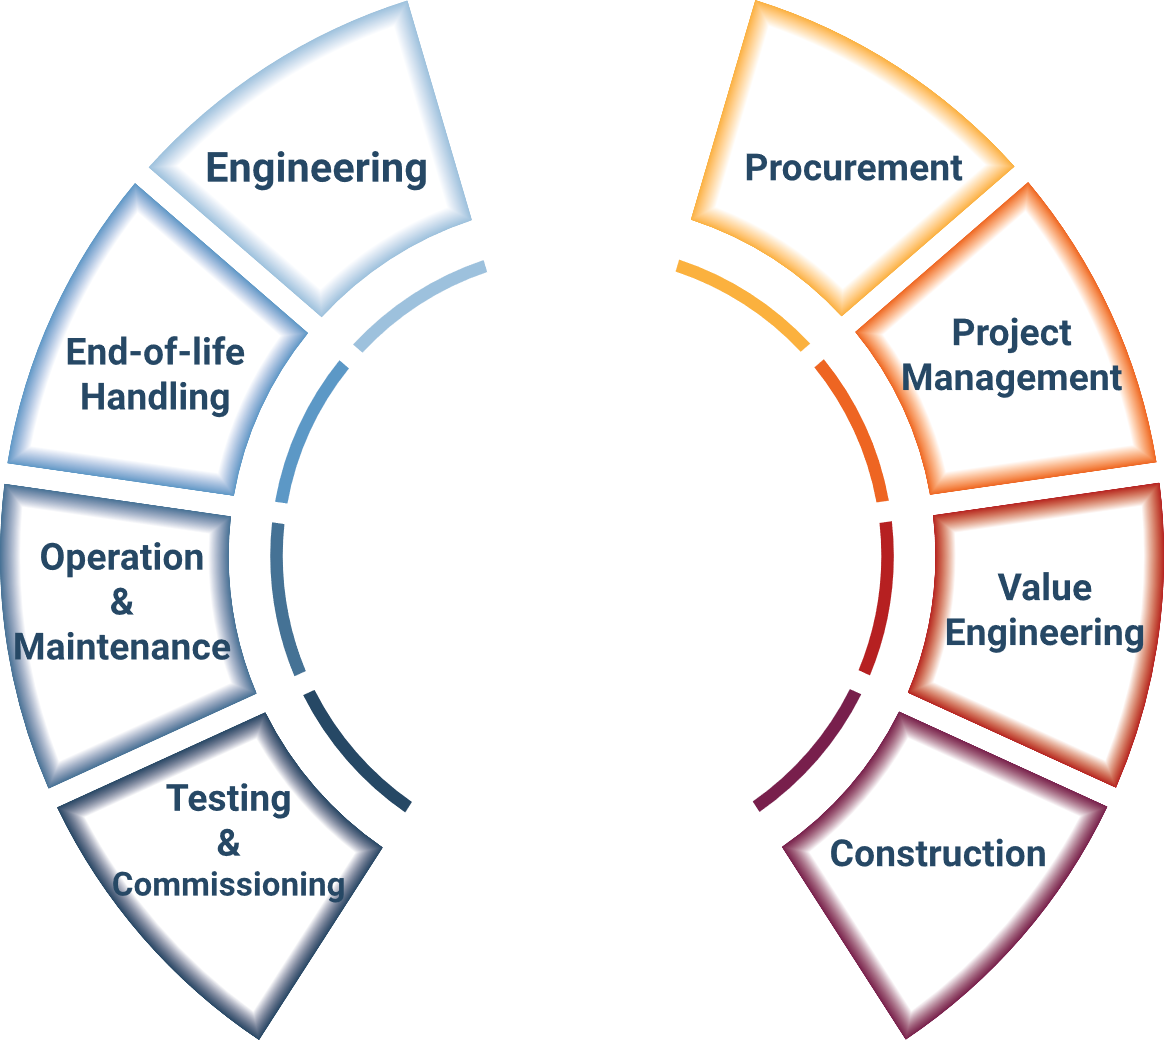 Engineering
End-of-life
Handling
Operation
&
Maintenance
Testing
&
Commissioning
Procurement
Project
Management
Value
Engineering
Construction